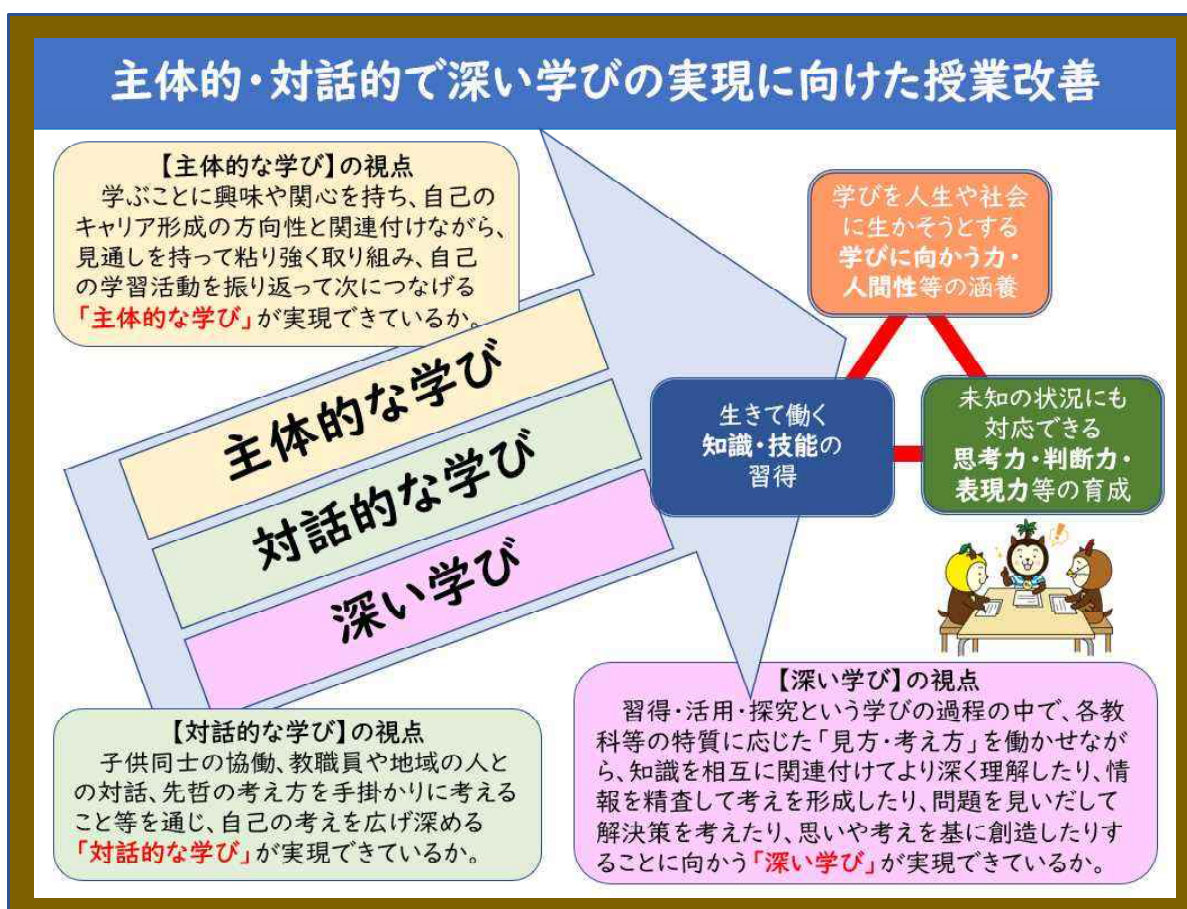 主体的・対話的で深い学びの実現に向けた授業改善
【主体的な学び】の視点
学ぶことに興味や関心を持ち、自己の
キャリア形成の方向性と関連付けながら、
見通しを持って粘り強く取り組み、自己
の学習活動を振り返って次につなげる
「主体的な学び」が実現できているか。
学びを人生や社会
に生かそうとする
学びに向かう力・
人間性等の涵養
生きて働く
知識・技能の
習得
未知の状況にも
対応できる
思考力・判断力・
表現力等の育成
主体的な学び
対話的な学び
深い学び
【対話的な学び】の視点
子供同士の協働、教職員や地域の人と
の対話、先哲の考え方を手掛かりに考える
こと等を通じ、自己の考えを広げ深める
「対話的な学び」が実現できているか。
【深い学び】の視点
習得・活用・探究という学びの過程の中で、各教
科等の特質に応じた「見方・考え方」を働かせなが
ら、知識を相互に関連付けてより深く理解したり、情
報を精査して考えを形成したり、問題を見いだして
解決策を考えたり、思いや考えを基に創造したりす
ることに向かう「深い学び」が実現できているか。